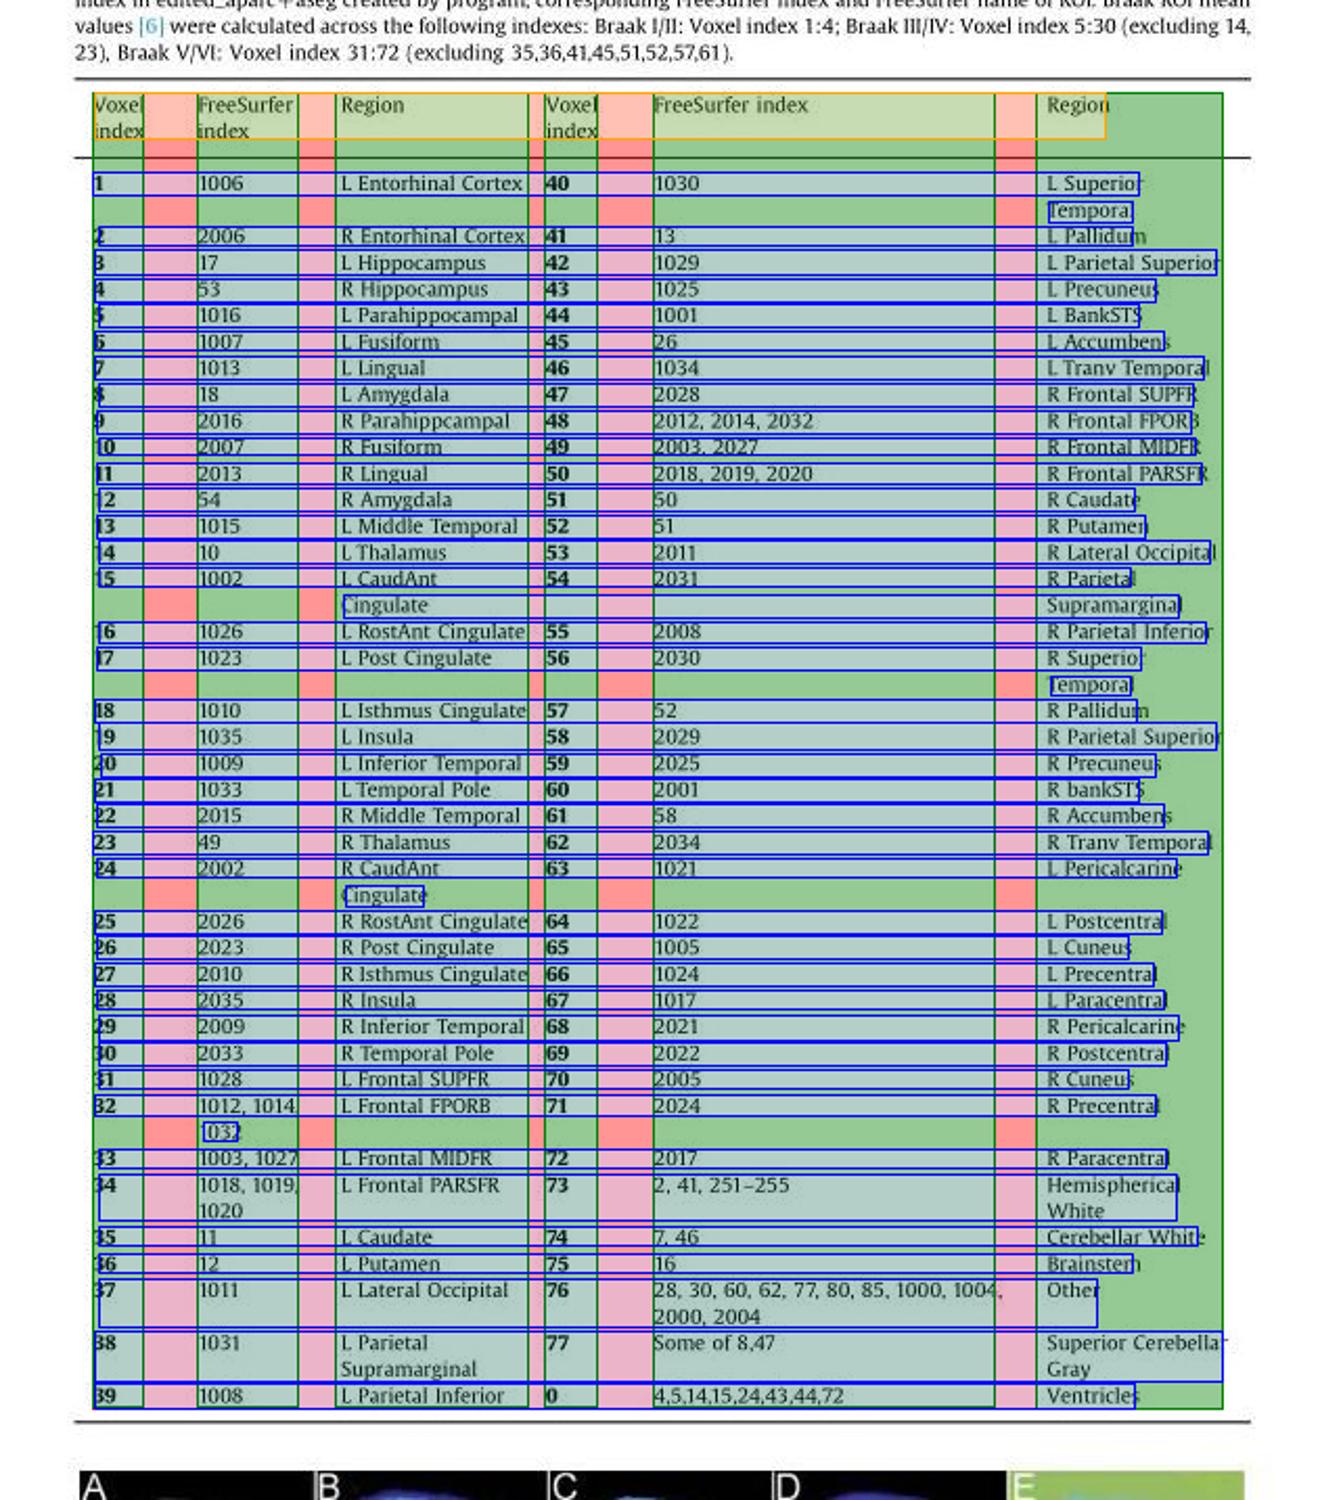 index in edited_aparc+aseg created by program, corresponding FreeSurfer index and FreeSurfer name of ROI. Braak ROI mean
values [6] were calculated across the following indexes: Braak I/II: Voxel index 1:4; Braak III/IV: Voxel index 5:30 (excluding 14,
23), Braak V/VI: Voxel index 31:72 (excluding 35,36,41,45,51,52,57,61).
Voxel FreeSurfer Region Voxel FreeSurfer index Region
index index index
1 1006 L Entorhinal Cortex 40 1030 L Superior
Temporal
2 2006 R Entorhinal Cortex 41 13 L Pallidum
3 17 L Hippocampus 42 1029 L Parietal Superior
4 53 R Hippocampus 43 1025 L Precuneus
5 1016 L Parahippocampal 44 1001 L BankSTS
6 1007 L Fusiform 45 26 L Accumbens
7 1013 L Lingual 46 1034 L Tranv Temporal
8 18 L Amygdala 47 2028 R Frontal SUPFR
9 2016 R Parahippcampal 48 2012, 2014, 2032 R Frontal FPORB
10 2007 R Fusiform 49 2003, 2027 R Frontal MIDFR
11 2013 R Lingual 50 2018, 2019, 2020 R Frontal PARSFR
12 54 R Amygdala 51 50 R Caudate
13 1015 L Middle Temporal 52 51 R Putamen
14 10 L Thalamus 53 2011 R Lateral Occipital
15 1002 L CaudAnt 54 2031 R Parietal
Cingulate Supramarginal
16 1026 L RostAnt Cingulate 55 2008 R Parietal Inferior
17 1023 L Post Cingulate 56 2030 R Superior
Temporal
18 1010 L Isthmus Cingulate 57 52 R Pallidum
19 1035 L Insula 58 2029 R Parietal Superior
20 1009 L Inferior Temporal 59 2025 R Precuneus
21 1033 L Temporal Pole 60 2001 R bankSTS
22 2015 R Middle Temporal 61 58 R Accumbens
23 49 R Thalamus 62 2034 R Tranv Temporal
24 2002 R CaudAnt 63 1021 L Pericalcarine
Cingulate
25 2026 R RostAnt Cingulate 64 1022 L Postcentral
26 2023 R Post Cingulate 65 1005 L Cuneus
27 2010 R Isthmus Cingulate 66 1024 L Precentral
28 2035 R Insula 67 1017 L Paracentral
29 2009 R Inferior Temporal 68 2021 R Pericalcarine
30 2033 R Temporal Pole 69 2022 R Postcentral
31 1028 L Frontal SUPFR 70 2005 R Cuneus
32 1012, 1014, L Frontal FPORB 71 2024 R Precentral
1032
33 1003, 1027 L Frontal MIDFR 72 2017 R Paracentral
34 1018, 1019, L Frontal PARSFR 73 2, 41, 251–255 Hemispherical
1020 White
35 11 L Caudate 74 7, 46 Cerebellar White
36 12 L Putamen 75 16 Brainstem
37 1011 L Lateral Occipital 76 28, 30, 60, 62, 77, 80, 85, 1000, 1004, Other
2000, 2004
38 1031 L Parietal 77 Some of 8,47 Superior Cerebellar
Supramarginal Gray
39 1008 L Parietal Inferior 0 4,5,14,15,24,43,44,72 Ventricles
A B C D E